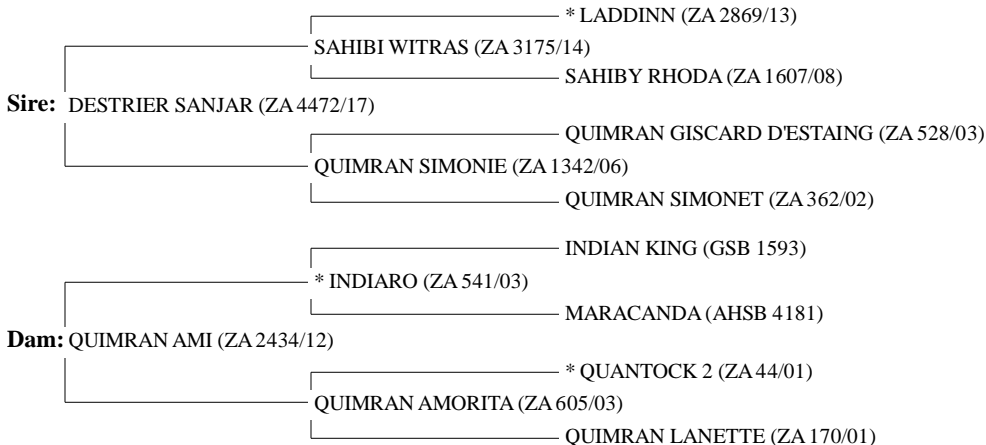 * LADDINN (ZA 2869/13)
SAHIBI WITRAS (ZA 3175/14)
SAHIBY RHODA (ZA 1607/08)
Sire: DESTRIER SANJAR (ZA 4472/17)
QUIMRAN GISCARD D'ESTAING (ZA 528/03)
QUIMRAN SIMONIE (ZA 1342/06)
QUIMRAN SIMONET (ZA 362/02)
INDIAN KING (GSB 1593)
* INDIARO (ZA 541/03)
MARACANDA (AHSB 4181)
Dam: QUIMRAN AMI (ZA 2434/12)
* QUANTOCK 2 (ZA 44/01)
QUIMRAN AMORITA (ZA 605/03)
QUIMRAN LANETTE (ZA 170/01)